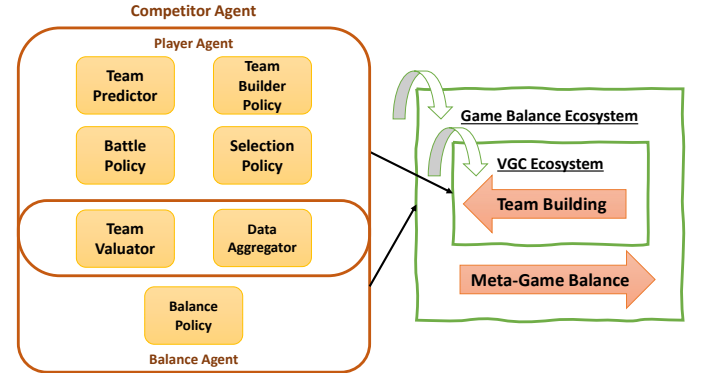 Competitor Agent
Player Agent
Team
Predictor
Team
Builder
Policy
Battle
Policy
Selection
Policy
Team
Valuator
Data
Aggregator
Balance
Policy
Balance Agent
Game Balance Ecosystem
VGC Ecosystem
Team Building
Meta-Game Balance